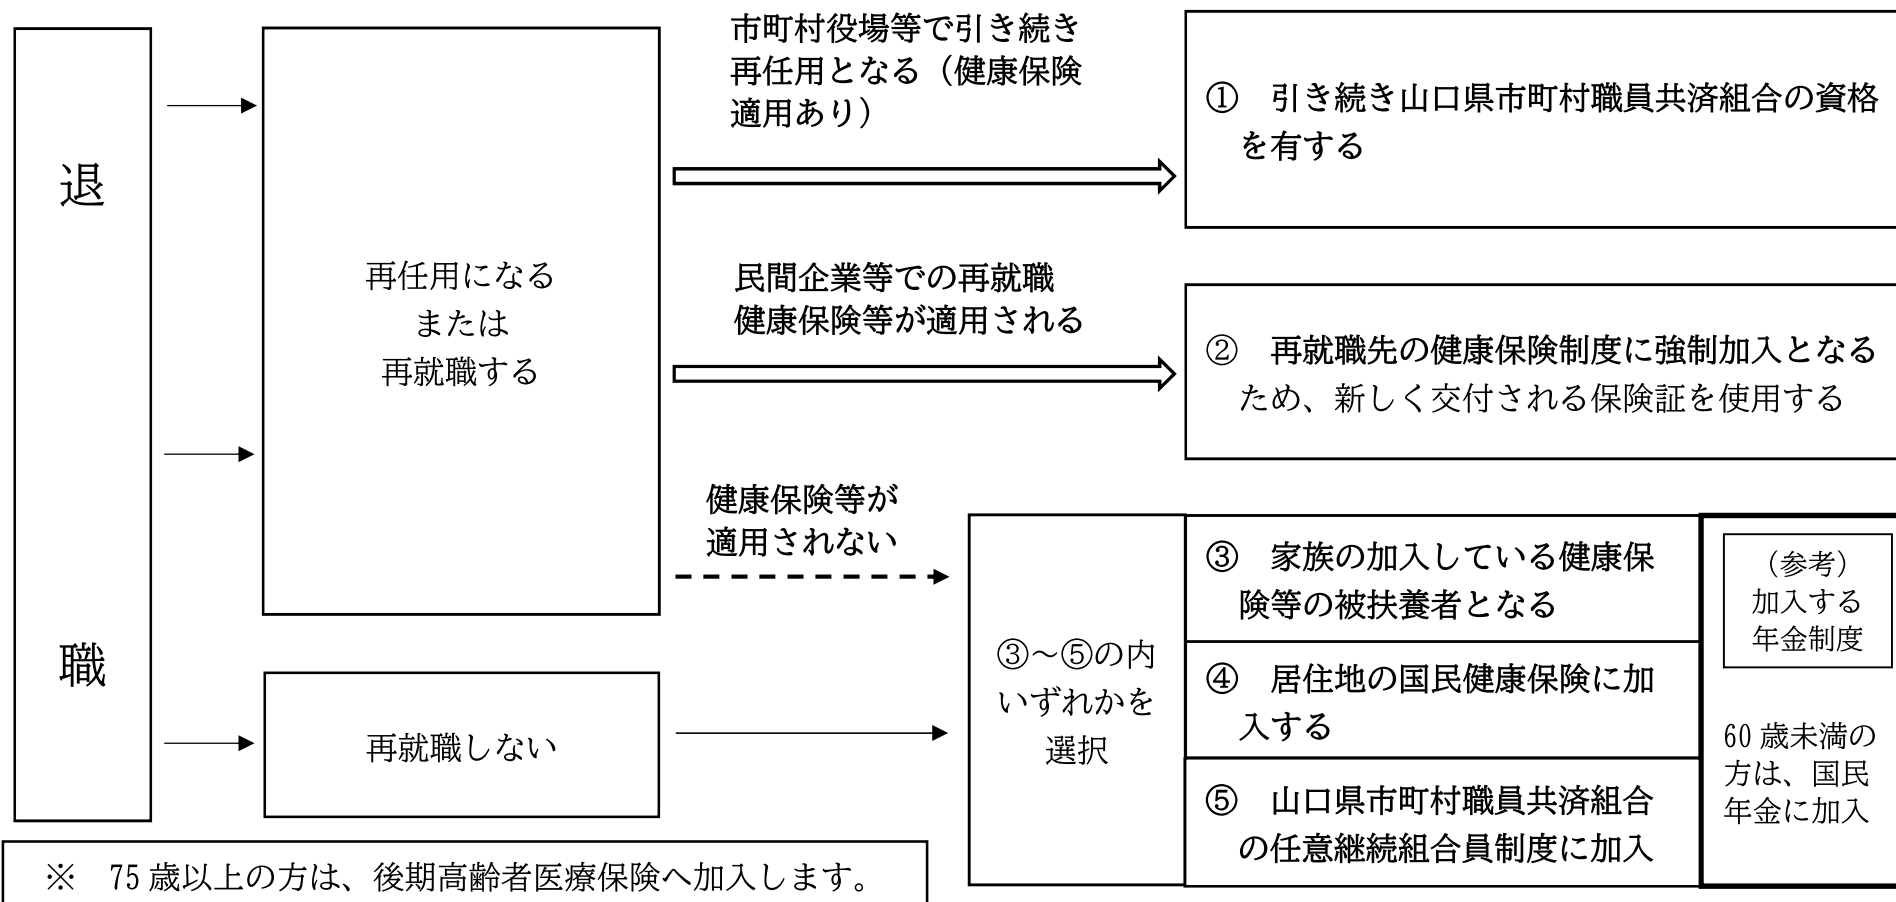 退
職
再任用になる
または
再就職する
再就職しない
市町村役場等で引き続き
再任用となる（健康保険
適用あり）
① 引き続き山口県市町村職員共済組合の資格
を有する
民間企業等での再就職
健康保険等が適用される
② 再就職先の健康保険制度に強制加入となる
ため、新しく交付される保険証を使用する
健康保険等が
適用されない
③～⑤の内
いずれかを
選択
③ 家族の加入している健康保
険等の被扶養者となる
④ 居住地の国民健康保険に加
入する
⑤ 山口県市町村職員共済組合
の任意継続組合員制度に加入
（参考）
加入する
年金制度
60歳未満の
方は、国民
年金に加入
※ 75歳以上の方は、後期高齢者医療保険へ加入します。